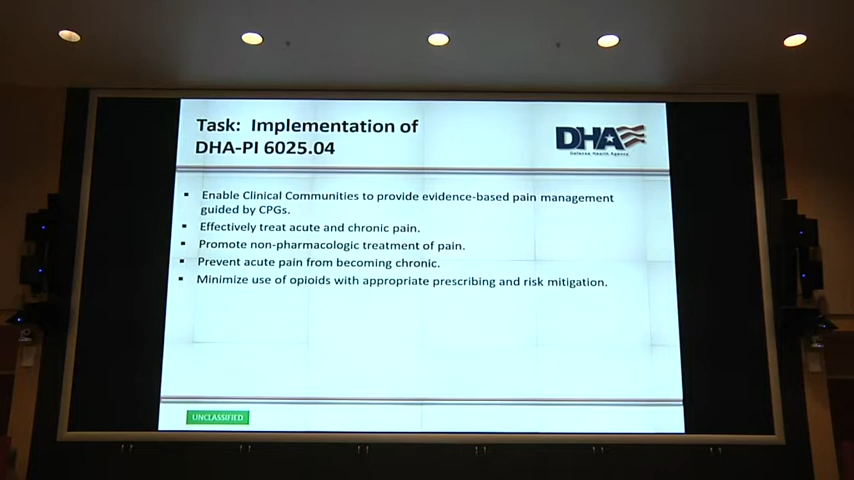 Task: Implementation of
DHA-PI 6025.04
DHA
Defense Health Agency
▪ Enable Clinical Communities to provide evidence-based pain management
guided by CPGs.
▪ Effectively treat acute and chronic pain.
▪ Promote non-pharmacologic treatment of pain.
▪ Prevent acute pain from becoming chronic.
▪ Minimize use of opioids with appropriate prescribing and risk mitigation.
UNCLASSIFIED